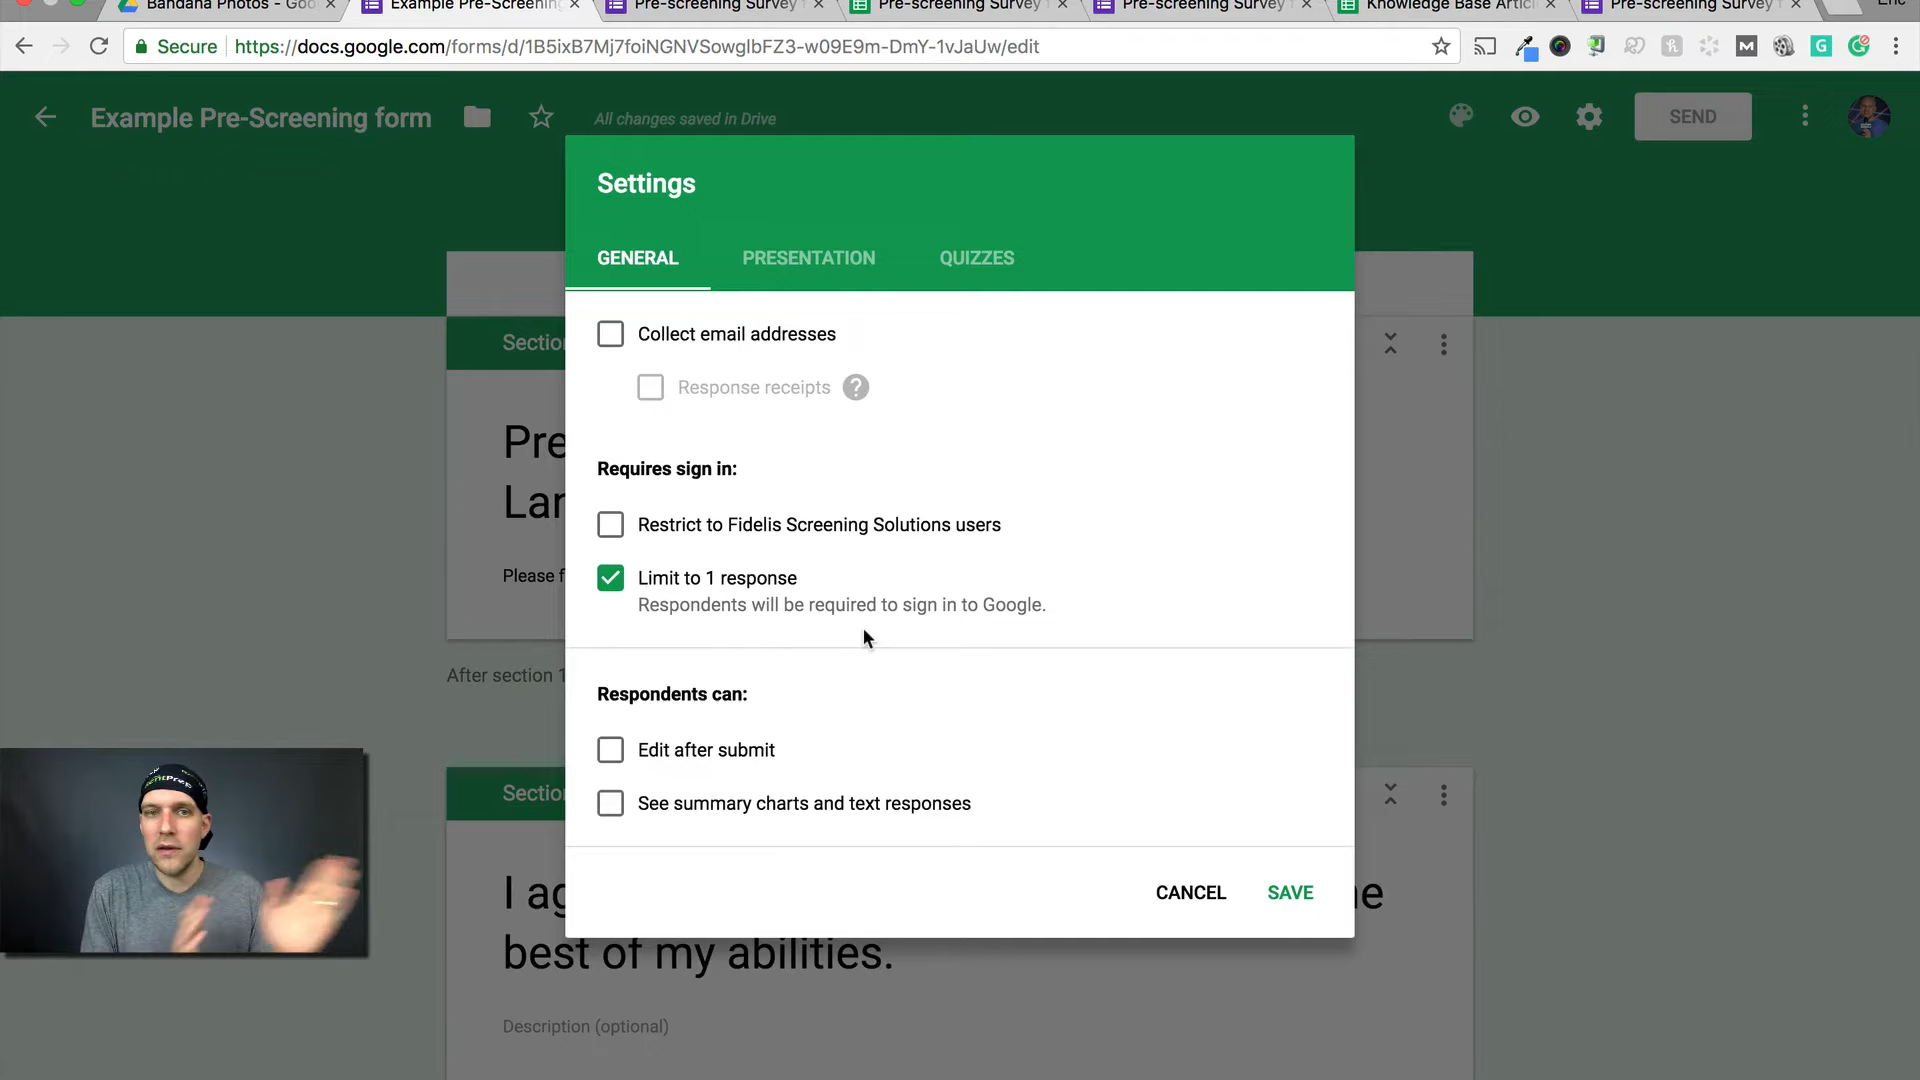 Bandana Photos - Goo
Example Pre-Screening
Pre-screening Survey
Pre-screening Survey
Pre-screening Survey
Knowledge Base Articl
Pre-screening Survey
Eric
Secure
https://docs.google.com/forms/d/1B5ixB7Mj7foiNGNVSowglbFZ3-w09E9m-DmY-1vJaUw/edit
Example Pre-Screening form
All changes saved in Drive
SEND
Settings
GENERAL
PRESENTATION
QUIZZES
Collect email addresses
Sectio
Response receipts
?
Pre
Requires sign in:
Lan
Restrict to Fidelis Screening Solutions users
Please f
Limit to 1 response
Respondents will be required to sign in to Google.
After section 1
Respondents can:
Edit after submit
Sectio
See summary charts and text responses
CANCEL
SAVE
I ag
e
best of my abilities.
Description (optional)